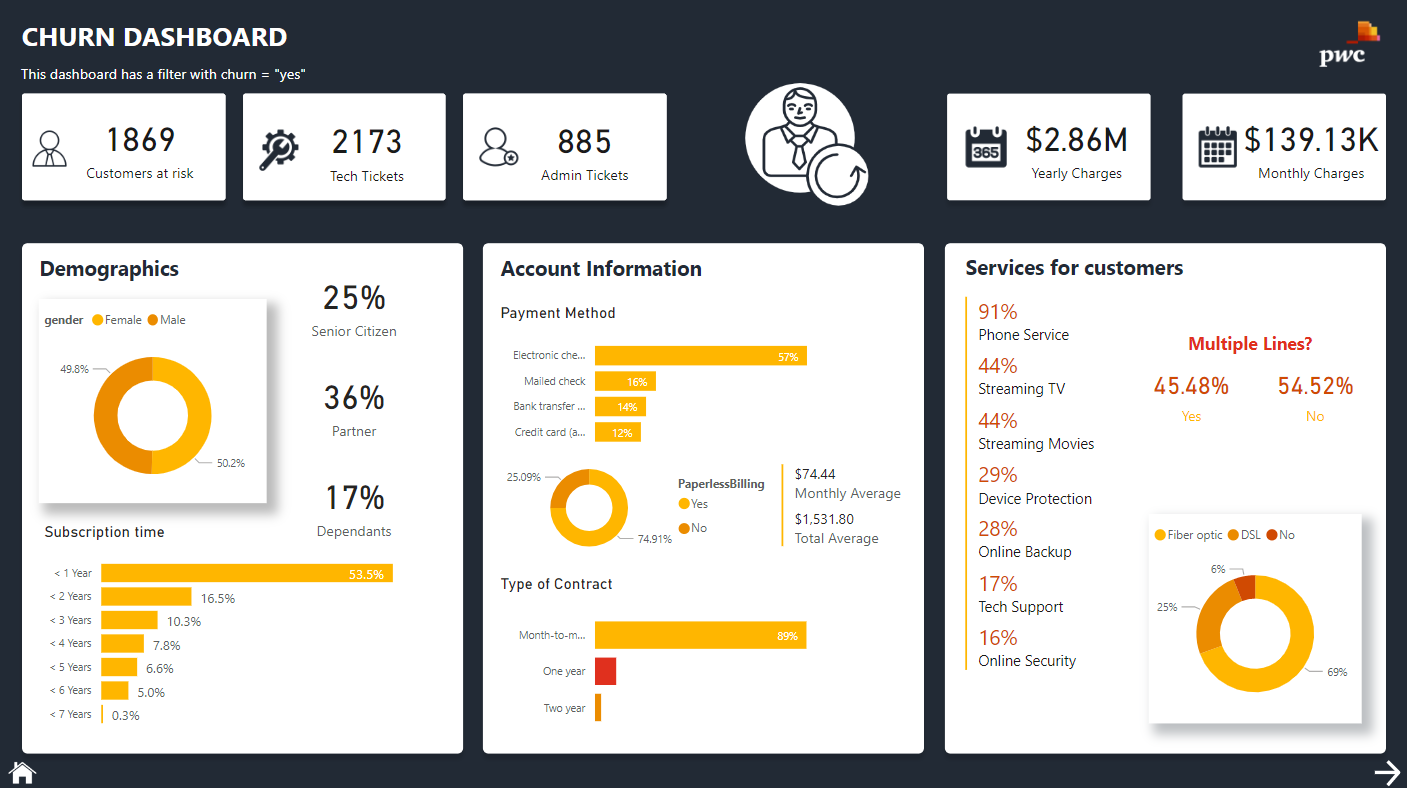 CHURN DASHBOARD
pwc
This dashboard has a filter with churn = "yes"
1869
Customers at risk
2173
Tech Tickets
885
Admin Tickets
365
$2.86M
Yearly Charges
$139.13K
Monthly Charges
Demographics
gender Female Male
49.8%
50.2%
25%
Senior Citizen
36%
Partner
17%
Dependants
Subscription time
< 1 Year 53.5%
< 2 Years 16.5%
< 3 Years 10.3%
< 4 Years 7.8%
< 5 Years 6.6%
< 6 Years 5.0%
< 7 Years 0.3%
Account Information
Payment Method
Electronic che... 57%
Mailed check 16%
Bank transfer ... 14%
Credit card (a... 12%
25.09%
74.91%
PaperlessBilling
Yes
No
$74.44
Monthly Average
$1,531.80
Total Average
Type of Contract
Month-to-m... 89%
One year
Two year
Services for customers
91%
Phone Service
44%
Streaming TV
44%
Streaming Movies
29%
Device Protection
28%
Online Backup
17%
Tech Support
16%
Online Security
Multiple Lines?
45.48% 54.52%
Yes No
Fiber optic DSL No
6%
25%
69%